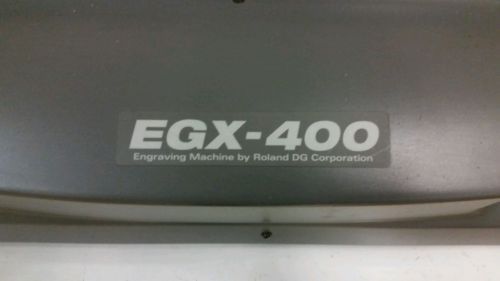 EGX-400
Engraving Machine by Roland DG Corporation